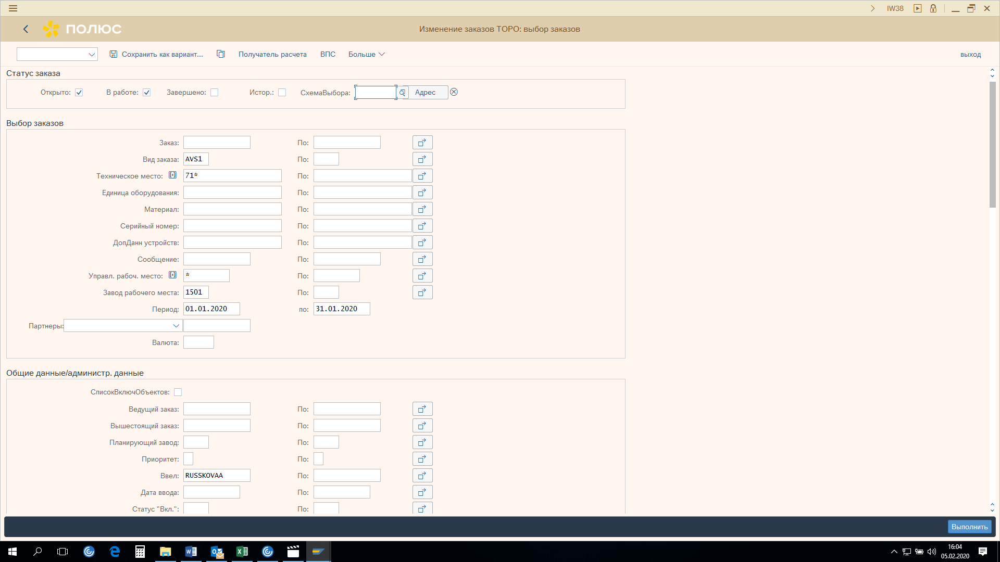 IW38
ПОЛЮС
Изменение заказов ТОРО: выбор заказов
Сохранить как вариант... Получатель расчета ВПС Больше выход
Статус заказа
Открыто: В работе: Завершено: Истор.: СхемаВыбора: Адрес
Выбор заказов
Заказ: По:
Вид заказа: AVS1 По:
Техническое место: 71* По:
Единица оборудования: По:
Материал: По:
Серийный номер: По:
ДопДанн устройств: По:
Сообщение: По:
Управл. рабоч. место: * По:
Завод рабочего места: 1501 По:
Период: 01.01.2020 по: 31.01.2020
Партнеры:
Валюта:
Общие данные/администр. данные
СписокВключОбъектов:
Ведущий заказ: По:
Вышестоящий заказ: По:
Планирующий завод: По:
Приоритет: По:
Ввел: RUSSKOVAA По:
Дата ввода: По:
Статус "Вкл.": По:
Выполнить
16:04
05.02.2020